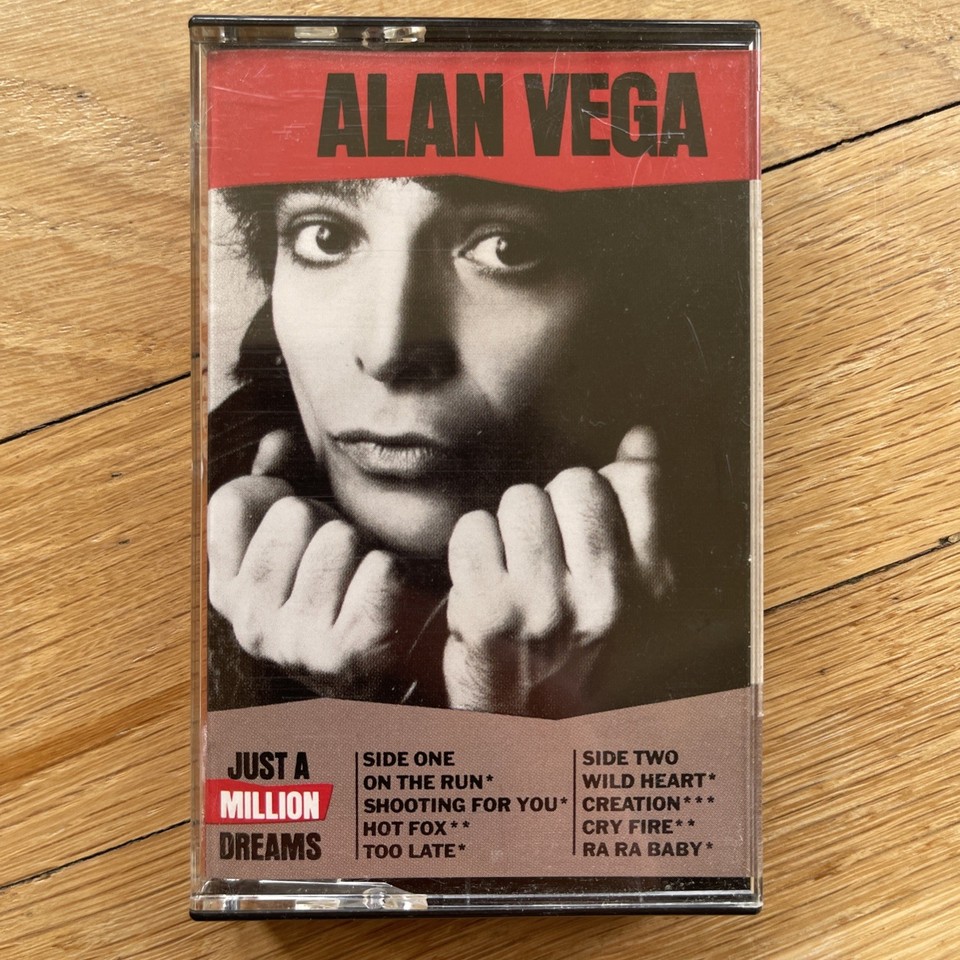 ALAN VEGA
JUST A
MILLION
DREAMS
SIDE ONE
ON THE RUN*
SHOOTING FOR YOU*
HOT FOX**
TOO LATE*
SIDE TWO
WILD HEART*
CREATION***
CRY FIRE**
RA RA BABY*